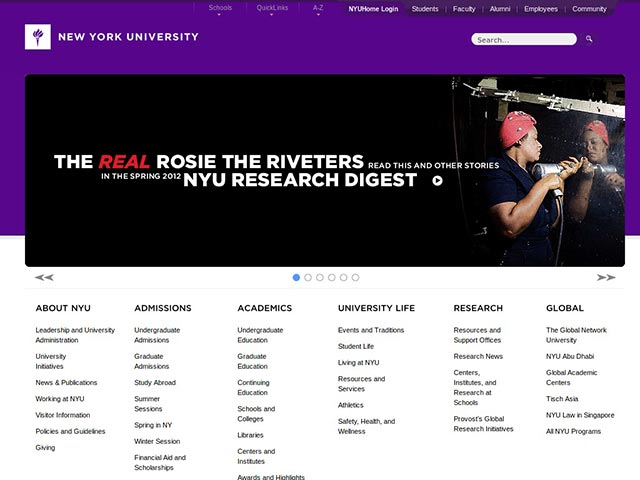 Schools QuickLinks A-Z NYUHome Login Students Faculty Alumni Employees Community
NEW YORK UNIVERSITY
Search...
THE REAL ROSIE THE RIVETERS READ THIS AND OTHER STORIES
IN THE SPRING 2012 NYU RESEARCH DIGEST
ABOUT NYU
Leadership and University
Administration
University
Initiatives
News & Publications
Working at NYU
Visitor Information
Policies and Guidelines
Giving
ADMISSIONS
Undergraduate
Admissions
Graduate
Admissions
Study Abroad
Summer
Sessions
Spring in NY
Winter Session
Financial Aid and
Scholarships
ACADEMICS
Undergraduate
Education
Graduate
Education
Continuing
Education
Schools and
Colleges
Libraries
Centers and
Institutes
Awards and Highlights
UNIVERSITY LIFE
Events and Traditions
Student Life
Living at NYU
Resources and
Services
Athletics
Safety, Health, and
Wellness
RESEARCH
Resources and
Support Offices
Research News
Centers,
Institutes, and
Research at
Schools
Provost's Global
Research Initiatives
GLOBAL
The Global Network
University
NYU Abu Dhabi
Global Academic
Centers
Tisch Asia
NYU Law in Singapore
All NYU Programs